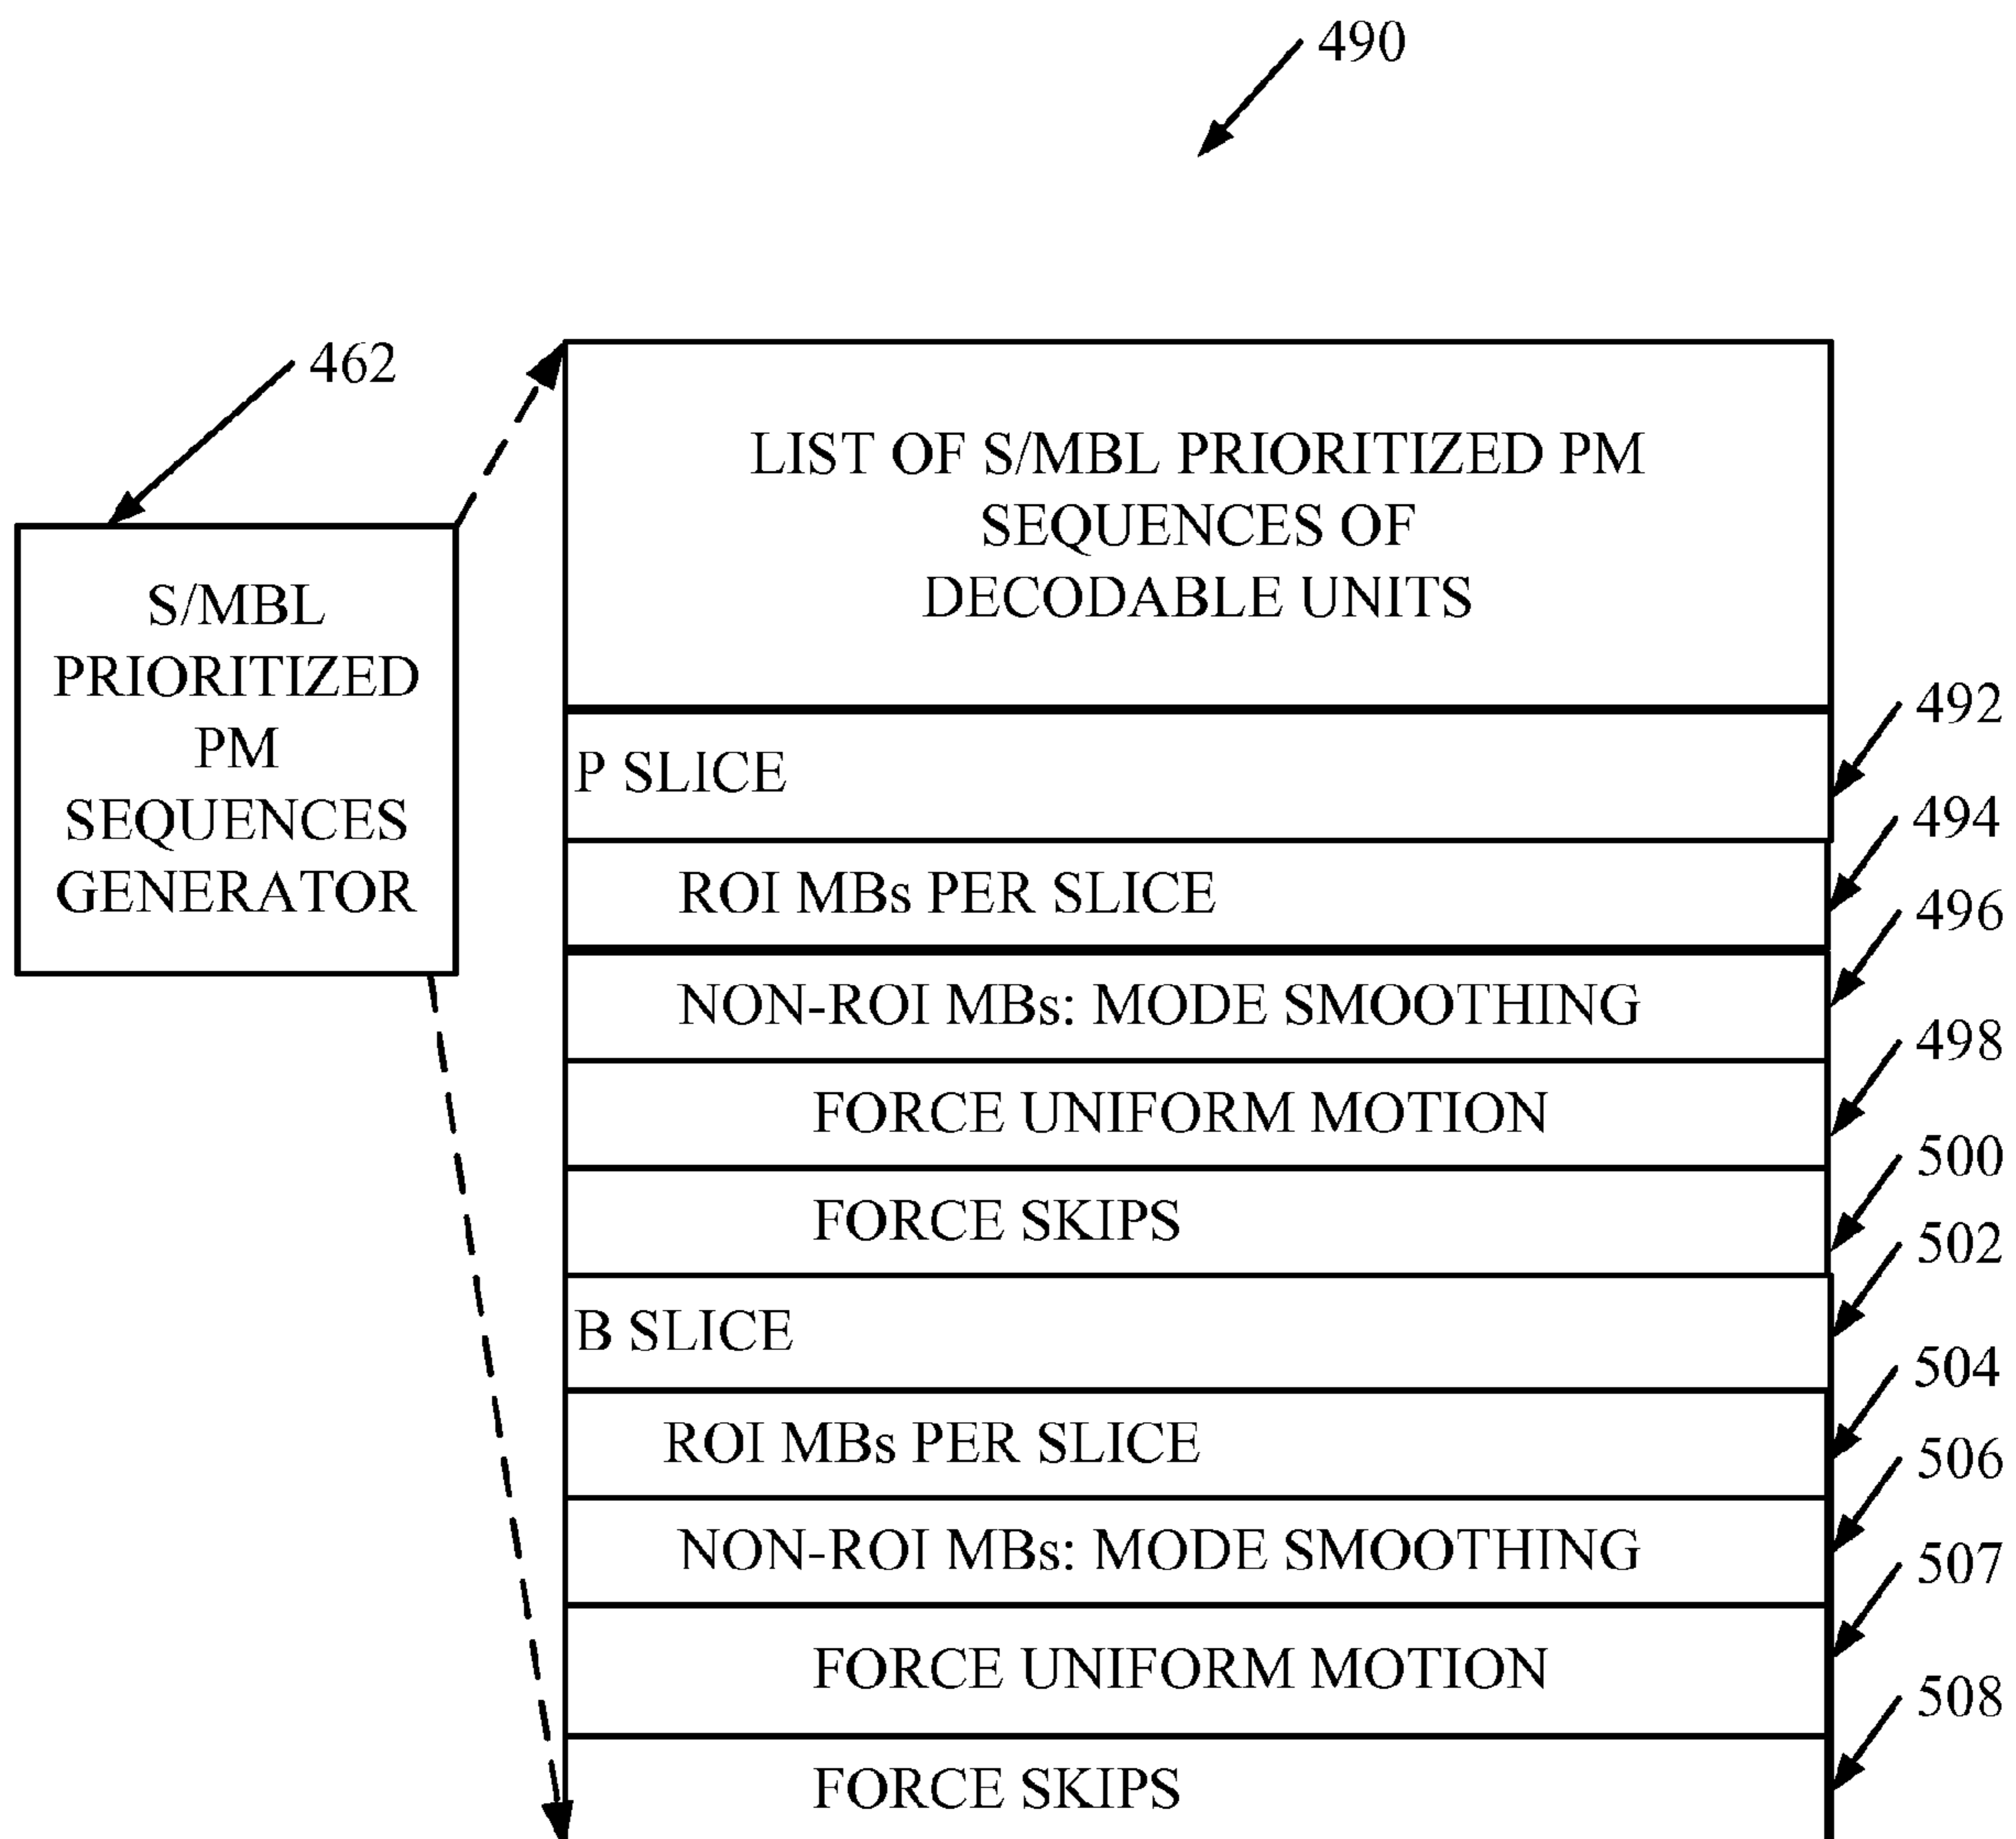 490
462
S/MBL
PRIORITIZED
PM
SEQUENCES
GENERATOR
LIST OF S/MBL PRIORITIZED PM
SEQUENCES OF
DECODABLE UNITS
492
P SLICE
494
ROI MBs PER SLICE
496
NON-ROI MBs: MODE SMOOTHING
498
FORCE UNIFORM MOTION
500
FORCE SKIPS
502
B SLICE
504
ROI MBs PER SLICE
506
NON-ROI MBs: MODE SMOOTHING
507
FORCE UNIFORM MOTION
508
FORCE SKIPS